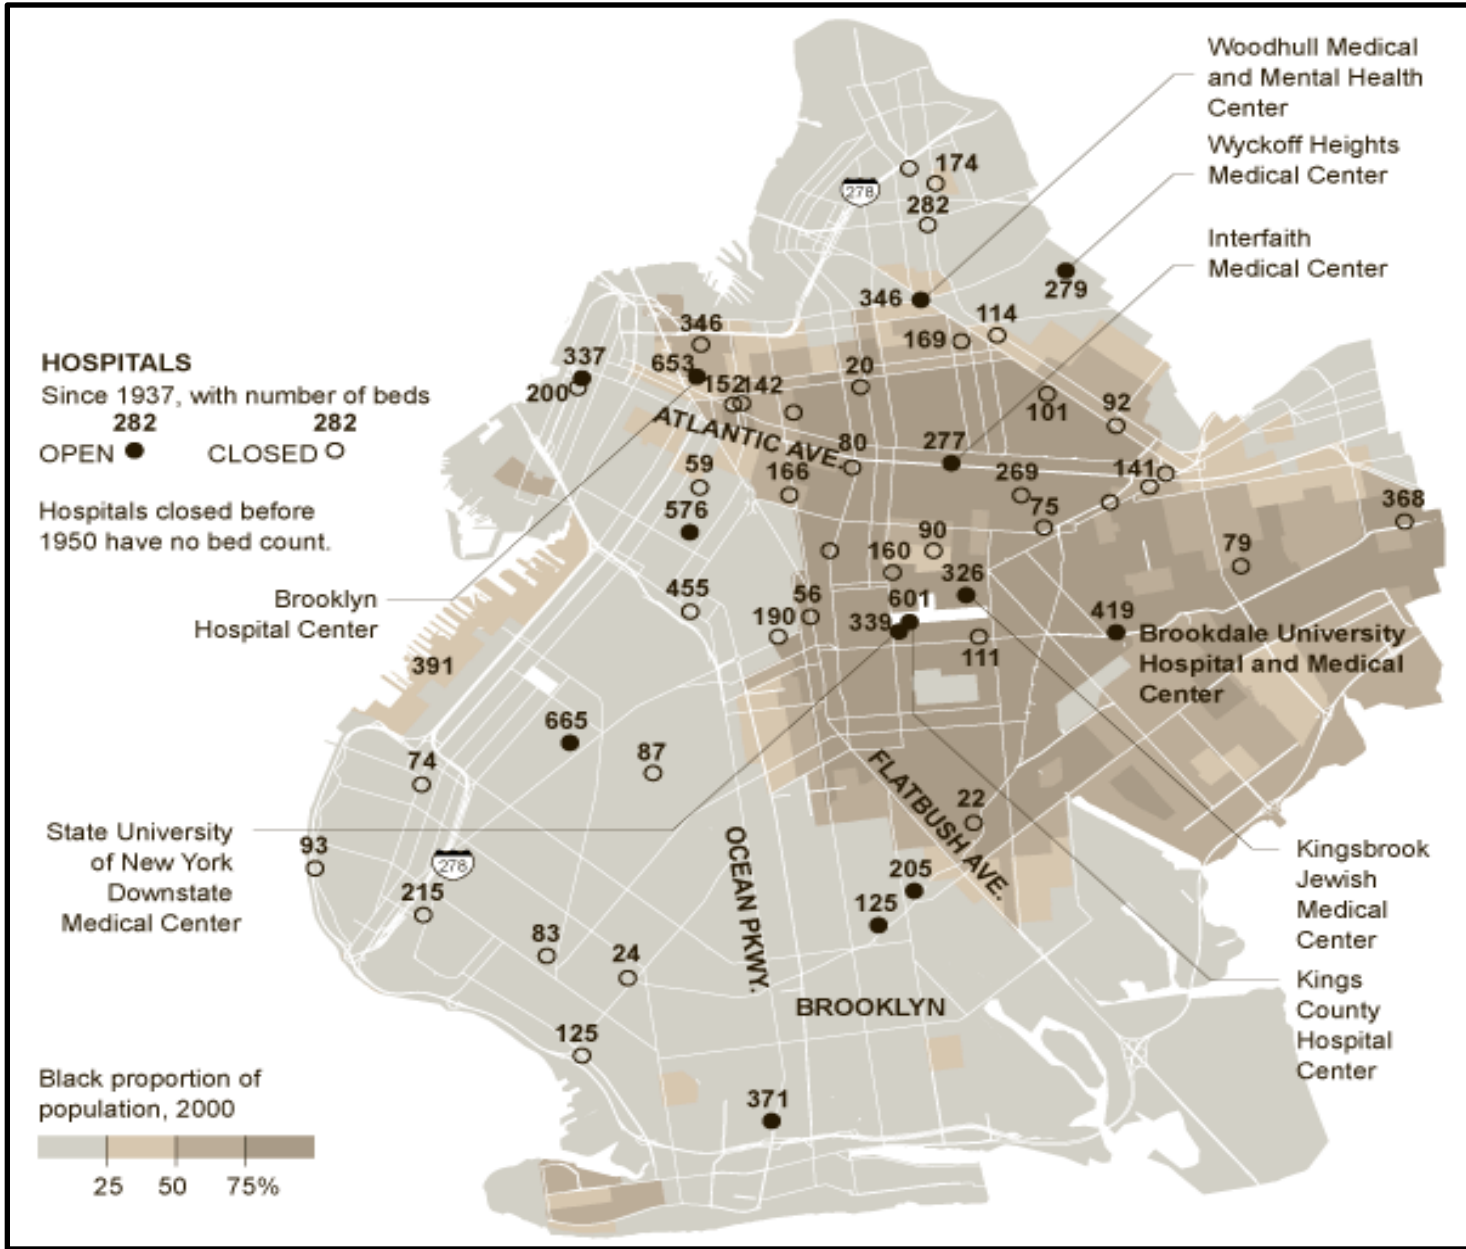 Woodhull Medical
and Mental Health
Center
Wyckoff Heights
Medical Center
Interfaith
Medical Center
174
278
282
279
346
114
169
346
337
653
200
152 142
20
101
92
ATLANTIC AVE.
80
277
141
59
166
269
75
368
576
90
79
160
326
455
56
601
190
339
419
111
HOSPITALS
Since 1937, with number of beds
282 282
OPEN CLOSED
Hospitals closed before
1950 have no bed count.
Brooklyn
Hospital Center
391
Brookdale University
Hospital and Medical
Center
665
74
87
FLATBUSH AVE.
22
State University
of New York
Downstate
Medical Center
93
278
215
OCEAN PKWY.
205
125
83
24
BROOKLYN
125
371
Kingsbrook
Jewish
Medical
Center
Kings
County
Hospital
Center
Black proportion of
population, 2000
25 50 75%